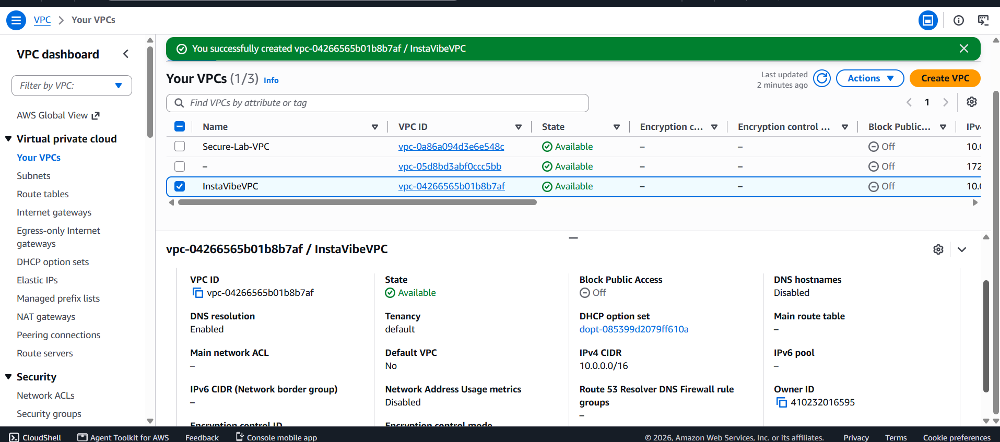 VPC
Your VPCs
VPC dashboard
Filter by VPC:
AWS Global View
Virtual private cloud
Your VPCs
Subnets
Route tables
Internet gateways
Egress-only Internet
gateways
DHCP option sets
Elastic IPs
Managed prefix lists
NAT gateways
Peering connections
Route servers
Security
Network ACLs
Security groups
You successfully created vpc-04266565b01b8b7af / InstaVibeVPC
Your VPCs (1/3) Info
Last updated
2 minutes ago
Actions
Create VPC
Find VPCs by attribute or tag
1
Name VPC ID State Encryption c... Encryption control ... Block Public...
Secure-Lab-VPC vpc-0a86a094d3e6e548c Available – – Off
– vpc-05d8bd3abf0ccc5bb Available – – Off 172
InstaVibeVPC vpc-04266565b01b8b7af Available – – Off
vpc-04266565b01b8b7af / InstaVibeVPC
VPC ID
vpc-04266565b01b8b7af
State
Available
Block Public Access
Off
DNS hostnames
Disabled
DNS resolution
Enabled
Tenancy
default
DHCP option set
dopt-085399d2079ff610a
Main route table
–
Main network ACL
–
Default VPC
No
IPv4 CIDR
10.0.0.0/16
IPv6 pool
–
IPv6 CIDR (Network border group)
–
Network Address Usage metrics
Disabled
Route 53 Resolver DNS Firewall rule
groups
–
Owner ID
410232016595
Encryption control ID
Encryption control mode
CloudShell
Agent Toolkit for AWS
Feedback
Console mobile app
© 2026, Amazon Web Services, Inc. or its affiliates.
Privacy
Terms
Cookie preferences